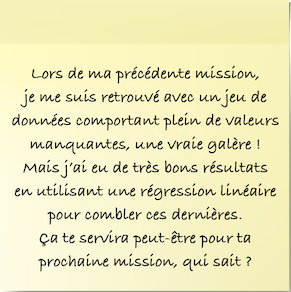 Lors de ma précédente mission,
je me suis retrouvé avec un jeu de
données comportant plein de valeurs
manquantes, une vraie galère !
Mais j'ai eu de très bons résultats
en utilisant une régression linéaire
pour combler ces dernières.
Ça te servira peut-être pour ta
prochaine mission, qui sait ?